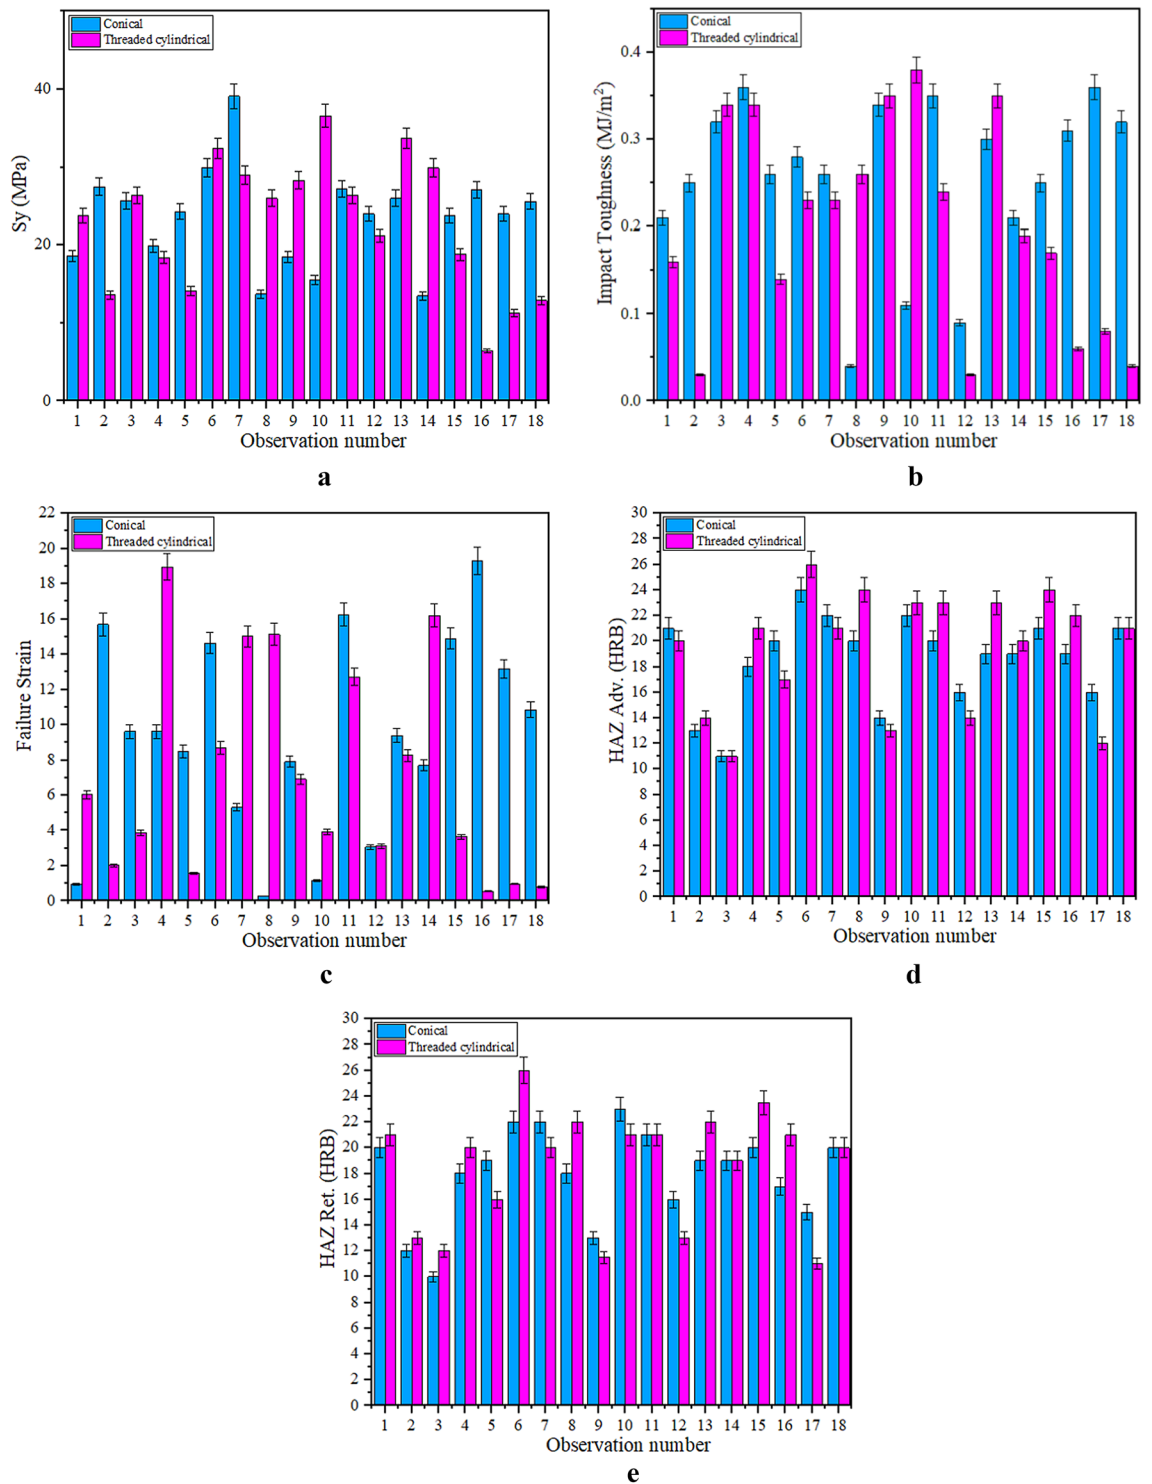 Conical
Threaded cylindrical
Sy (MPa)
40
20
0
1 2 3 4 5 6 7 8 9 10 11 12 13 14 15 16 17 18
Observation number
a
Conical
Threaded cylindrical
Impact Toughness (MJ/m²)
0.4
0.3
0.2
0.1
0.0
1 2 3 4 5 6 7 8 9 10 11 12 13 14 15 16 17 18
Observation number
b
Conical
Threaded cylindrical
Failure Strain
22
20
18
16
14
12
10
8
6
4
2
0
1 2 3 4 5 6 7 8 9 10 11 12 13 14 15 16 17 18
Observation number
c
Conical
Threaded cylindrical
HAZ Adv. (HRB)
30
28
26
24
22
20
18
16
14
12
10
8
6
4
2
0
1 2 3 4 5 6 7 8 9 10 11 12 13 14 15 16 17 18
Observation number
d
Conical
Threaded cylindrical
HAZ Ret. (HRB)
30
28
26
24
22
20
18
16
14
12
10
8
6
4
2
0
1 2 3 4 5 6 7 8 9 10 11 12 13 14 15 16 17 18
Observation number
e